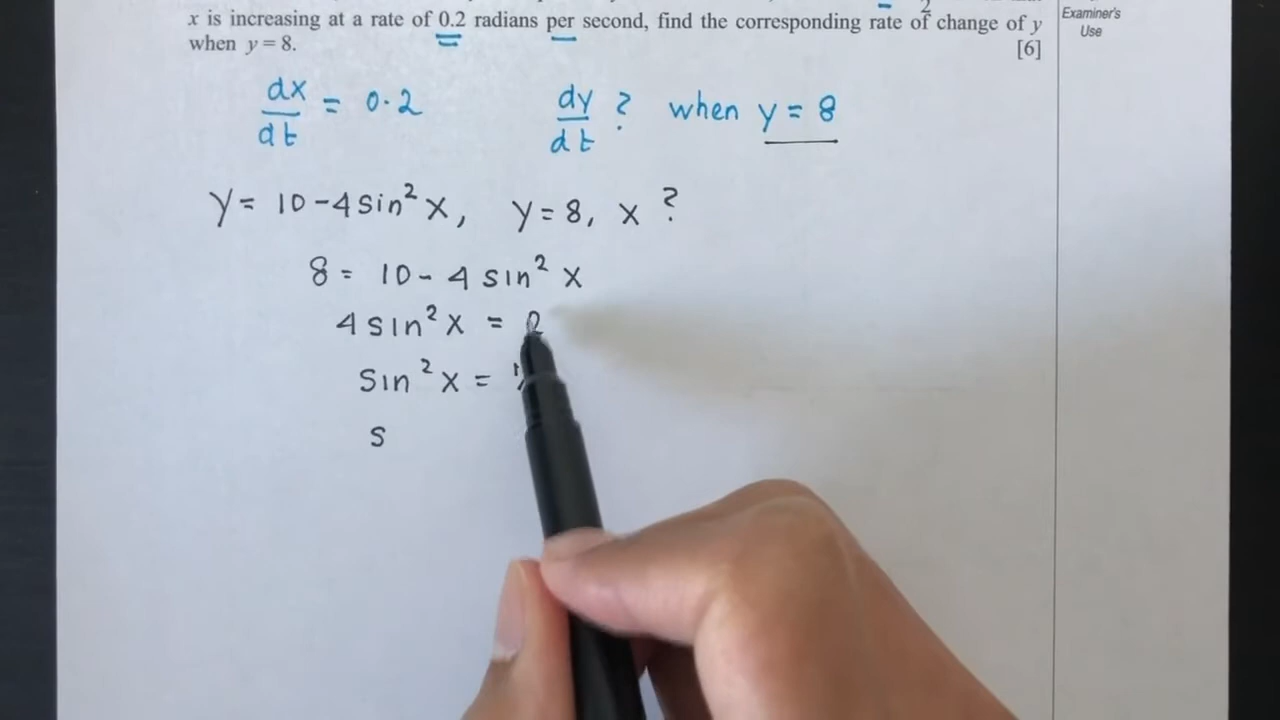 x is increasing at a rate of 0.2 radians per second, find the corresponding rate of change of y
when y = 8. [6]
Examiner's
Use
dx/dt = 0.2 dy/dt ? when y = 8
y = 10 - 4 sin² x, y = 8, x ?
8 = 10 - 4 sin² x
4 sin² x = 2
sin² x =
s